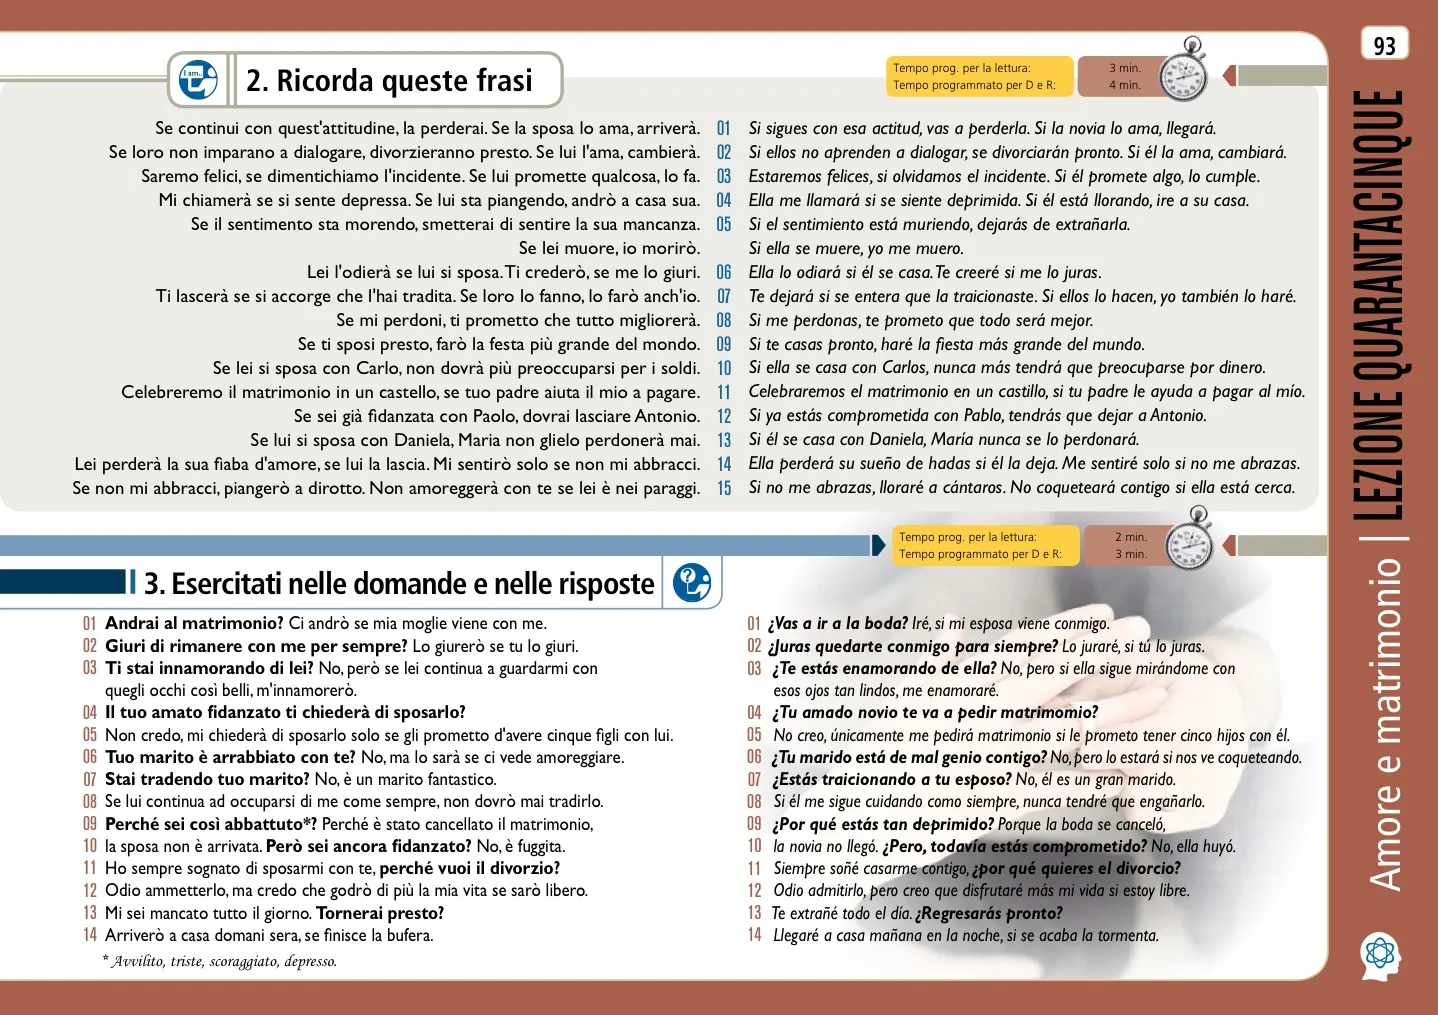 93
I am..
2. Ricorda queste frasi
Tempo prog. per la lettura: 3 min.
Tempo programmato per D e R: 4 min.
Se continui con quest'attitudine, la perderai. Se la sposa lo ama, arriverà. 01 Si sigues con esa actitud, vas a perderla. Si la novia lo ama, llegará.
Se loro non imparano a dialogare, divorzieranno presto. Se lui l'ama, cambierà. 02 Si ellos no aprenden a dialogar, se divorciarán pronto. Si él la ama, cambiará.
Saremo felici, se dimentichiamo l'incidente. Se lui promette qualcosa, lo fa. 03 Estaremos felices, si olvidamos el incidente. Si él promete algo, lo cumple.
Mi chiamerà se si sente depressa. Se lui sta piangendo, andrò a casa sua. 04 Ella me llamará si se siente deprimida. Si él está llorando, ire a su casa.
Se il sentimento sta morendo, smetterai di sentire la sua mancanza. 05 Si el sentimiento está muriendo, dejarás de extrañarla.
Se lei muore, io morirò. Si ella se muere, yo me muero.
Lei l'odierà se lui si sposa. Ti crederò, se me lo giuri. 06 Ella lo odiará si él se casa. Te creeré si me lo juras.
Ti lascerà se si accorge che l'hai tradita. Se loro lo fanno, lo farò anch'io. 07 Te dejará si se entera que la traicionaste. Si ellos lo hacen, yo también lo haré.
Se mi perdoni, ti prometto che tutto migliorerà. 08 Si me perdonas, te prometo que todo será mejor.
Se ti sposi presto, farò la festa più grande del mondo. 09 Si te casas pronto, haré la fiesta más grande del mundo.
Se lei si sposa con Carlo, non dovrà più preoccuparsi per i soldi. 10 Si ella se casa con Carlos, nunca más tendrá que preocuparse por dinero.
Celebreremo il matrimonio in un castello, se tuo padre aiuta il mio a pagare. 11 Celebraremos el matrimonio en un castillo, si tu padre le ayuda a pagar al mío.
Se sei già fidanzata con Paolo, dovrai lasciare Antonio. 12 Si ya estás comprometida con Pablo, tendrás que dejar a Antonio.
Se lui si sposa con Daniela, Maria non glielo perdonerà mai. 13 Si él se casa con Daniela, María nunca se lo perdonará.
Lei perderà la sua fiaba d'amore, se lui la lascia. Mi sentirò solo se non mi abbracci. 14 Ella perderá su sueño de hadas si él la deja. Me sentiré solo si no me abrazas.
Se non mi abbracci, piangerò a dirotto. Non amoreggerà con te se lei è nei paraggi. 15 Si no me abrazas, lloraré a cántaros. No coqueteará contigo si ella está cerca.
Tempo prog. per la lettura: 2 min.
Tempo programmato per D e R: 3 min.
3. Esercitati nelle domande e nelle risposte
01 Andrai al matrimonio? Ci andrò se mia moglie viene con me.
02 Giuri di rimanere con me per sempre? Lo giurerò se tu lo giuri.
03 Ti stai innamorando di lei? No, però se lei continua a guardarmi con
quegli occhi così belli, m'innamorerò.
04 Il tuo amato fidanzato ti chiederà di sposarlo?
05 Non credo, mi chiederà di sposarlo solo se gli prometto d'avere cinque figli con lui.
06 Tuo marito è arrabbiato con te? No, ma lo sarà se ci vede amoreggiare.
07 Stai tradendo tuo marito? No, è un marito fantastico.
08 Se lui continua ad occuparsi di me come sempre, non dovrò mai tradirlo.
09 Perché sei così abbattuto*? Perché è stato cancellato il matrimonio,
10 la sposa non è arrivata. Però sei ancora fidanzato? No, è fuggita.
11 Ho sempre sognato di sposarmi con te, perché vuoi il divorzio?
12 Odio ammetterlo, ma credo che godrò di più la mia vita se sarò libero.
13 Mi sei mancato tutto il giorno. Tornerai presto?
14 Arriverò a casa domani sera, se finisce la bufera.
* Avvilito, triste, scoraggiato, depresso.
01 ¿Vas a ir a la boda? Iré, si mi esposa viene conmigo.
02 ¿Juras quedarte conmigo para siempre? Lo juraré, si tú lo juras.
03 ¿Te estás enamorando de ella? No, pero si ella sigue mirándome con
esos ojos tan lindos, me enamoraré.
04 ¿Tu amado novio te va a pedir matrimomio?
05 No creo, únicamente me pedirá matrimonio si le prometo tener cinco hijos con él.
06 ¿Tu marido está de mal genio contigo? No, pero lo estará si nos ve coqueteando.
07 ¿Estás traicionando a tu esposo? No, él es un gran marido.
08 Si él me sigue cuidando como siempre, nunca tendré que engañarlo.
09 ¿Por qué estás tan deprimido? Porque la boda se canceló,
10 la novia no llegó. ¿Pero, todavía estás comprometido? No, ella huyó.
11 Siempre soñé casarme contigo, ¿por qué quieres el divorcio?
12 Odio admitirlo, pero creo que disfrutaré más mi vida si estoy libre.
13 Te extrañé todo el día. ¿Regresarás pronto?
14 Llegaré a casa mañana en la noche, si se acaba la tormenta.
Amore e matrimonio | LEZIONE QUARANTACINQUE